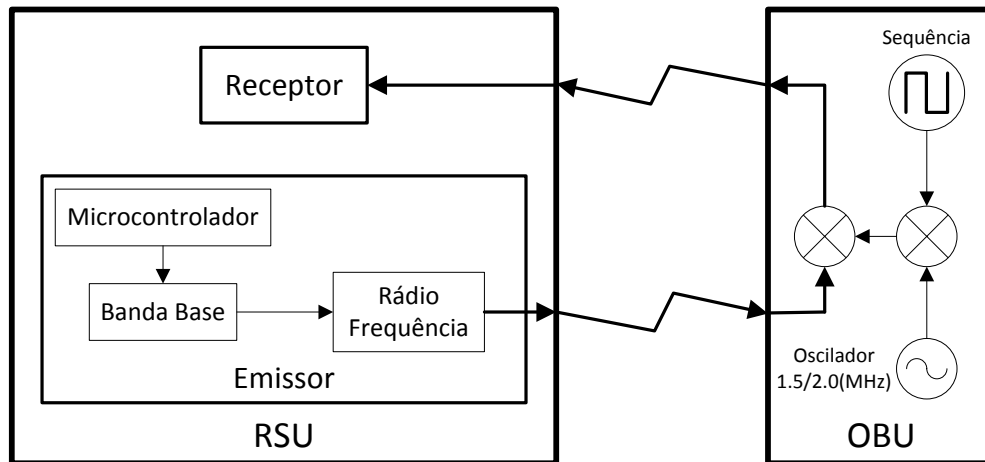 Receptor
Microcontrolador
Banda Base
Rádio
Frequência
Emissor
RSU
Sequência
Oscilador
1.5/2.0(MHz)
OBU